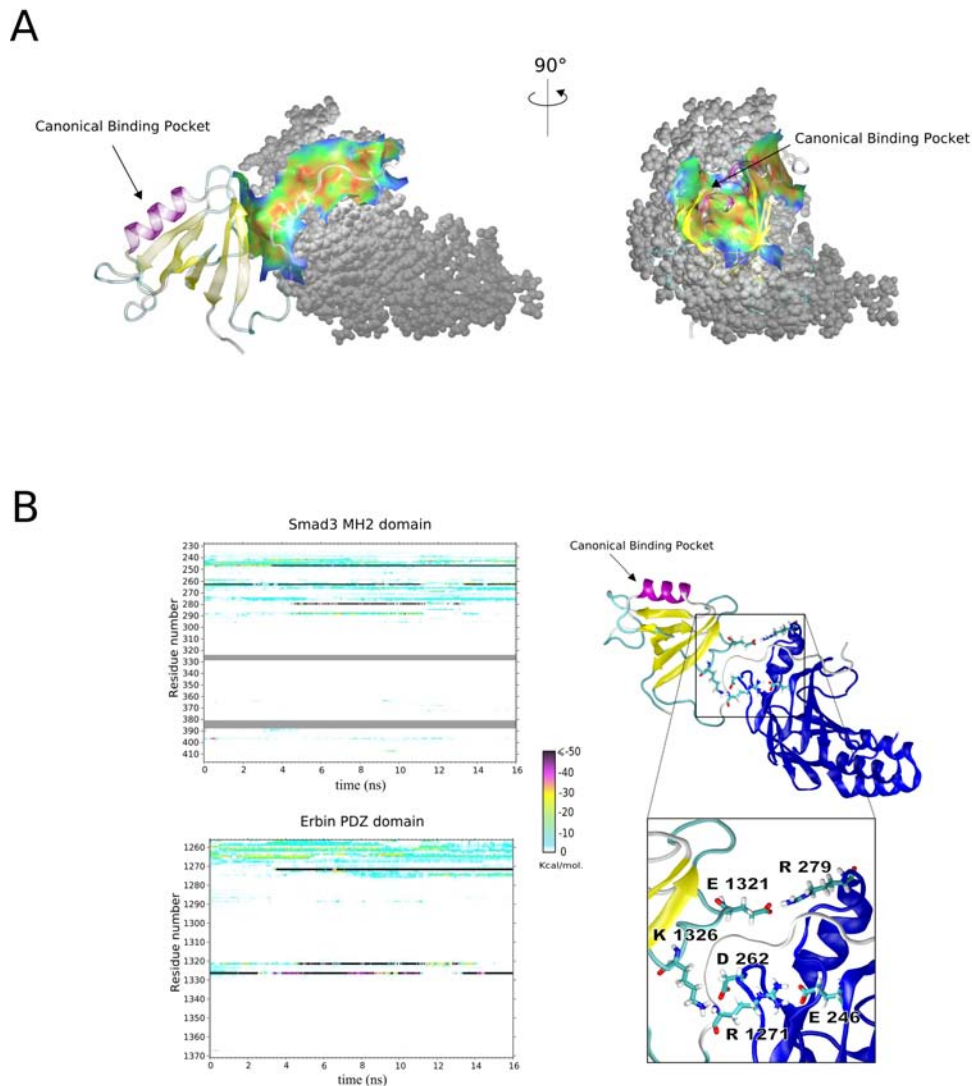 A
90°
Canonical Binding Pocket
Canonical Binding Pocket
B
Smad3 MH2 domain
230
240
250
260
270
280
290
300
310
320
330
340
350
360
370
380
390
400
410
Residue number
0 2 4 6 8 10 12 14 16
time (ns)
Erbin PDZ domain
1260
1270
1280
1290
1300
1310
1320
1330
1340
1350
1360
1370
Residue number
0 2 4 6 8 10 12 14 16
time (ns)
⩽-50
-40
-30
-20
-10
0
Kcal/mol.
Canonical Binding Pocket
R 279
E 1321
K 1326
D 262
E 246
R 1271